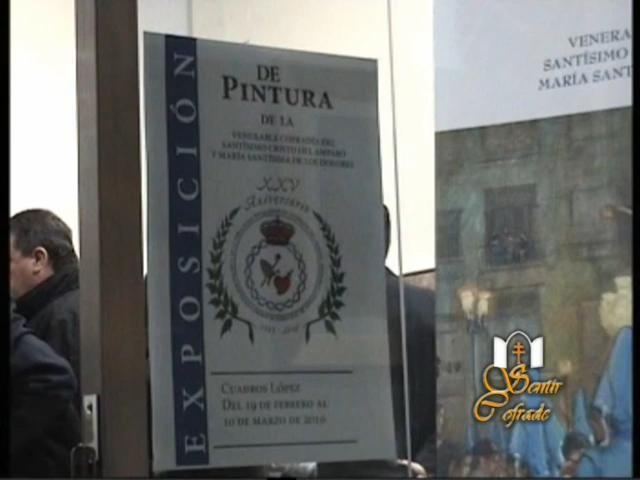 EXPOSICIÓN
DE
PINTURA
DE LA
VENERABLE COFRADÍA DEL
SANTÍSIMO CRISTO DEL AMPARO
Y MARÍA SANTÍSIMA DE LOS DOLORES
XXV
Aniversario
CUADROS LÓPEZ
DEL 19 DE FEBRERO AL
10 DE MARZO DE 2010
VENERA
SANTÍSIMO
MARÍA SANT
Sentir
Cofrade